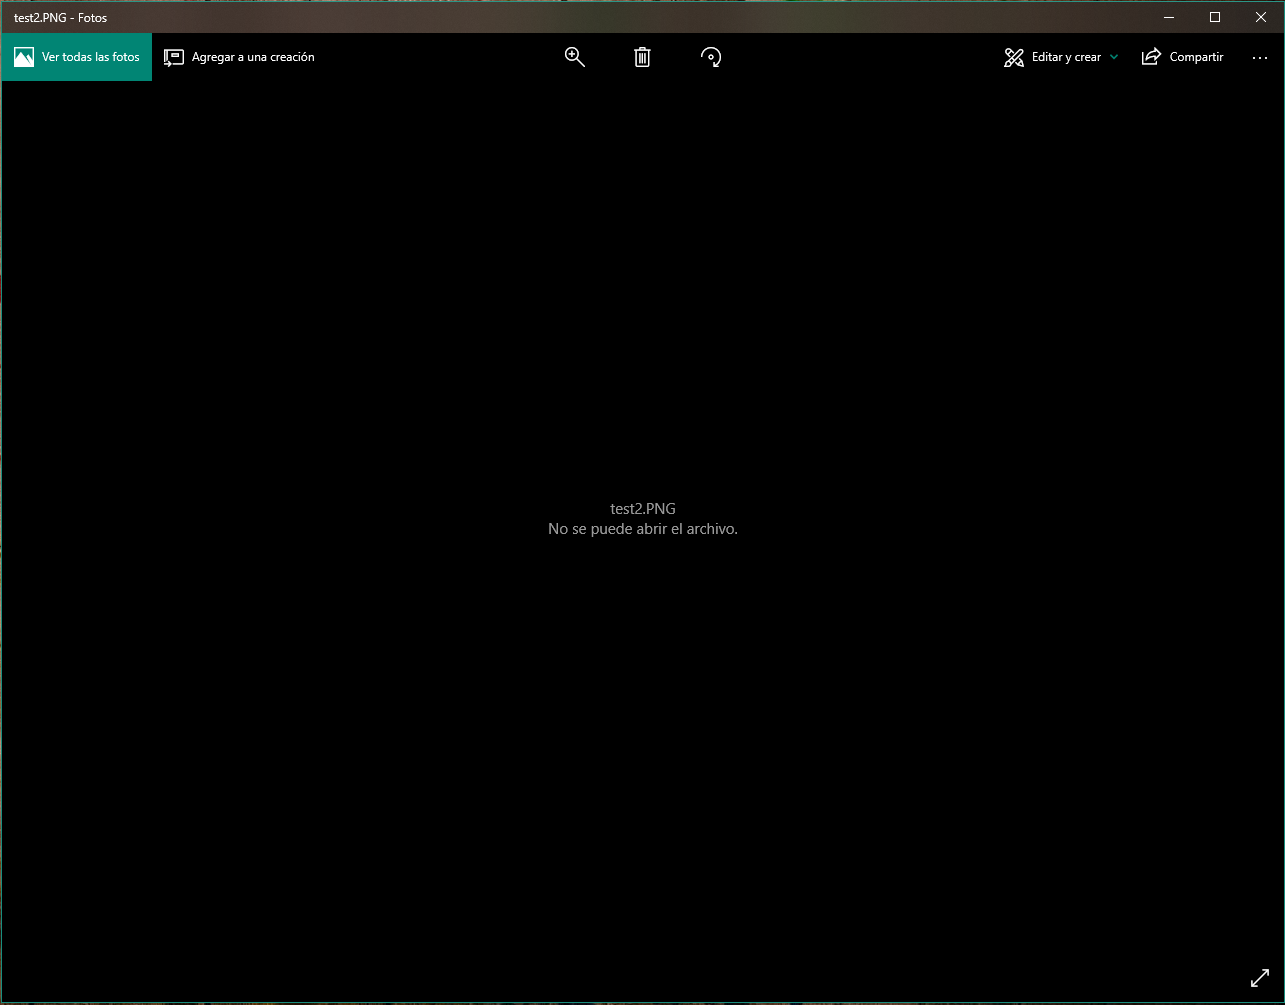 test2.PNG - Fotos
Ver todas las fotos
Agregar a una creación
Editar y crear
Compartir
test2.PNG
No se puede abrir el archivo.